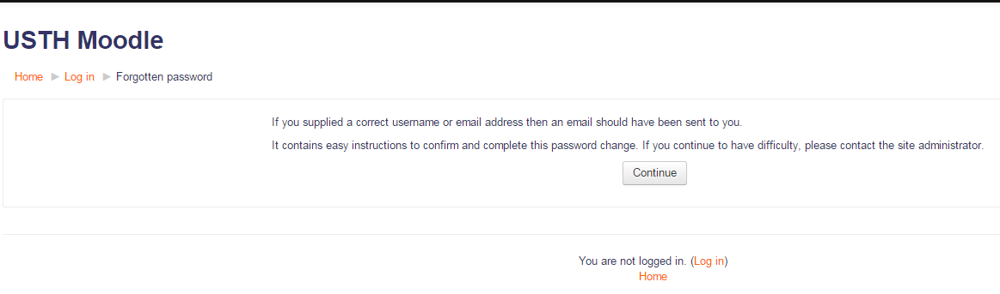 USTH Moodle
Home ► Log in ► Forgotten password
If you supplied a correct username or email address then an email should have been sent to you.
It contains easy instructions to confirm and complete this password change. If you continue to have difficulty, please contact the site administrator.
Continue
You are not logged in. (Log in)
Home